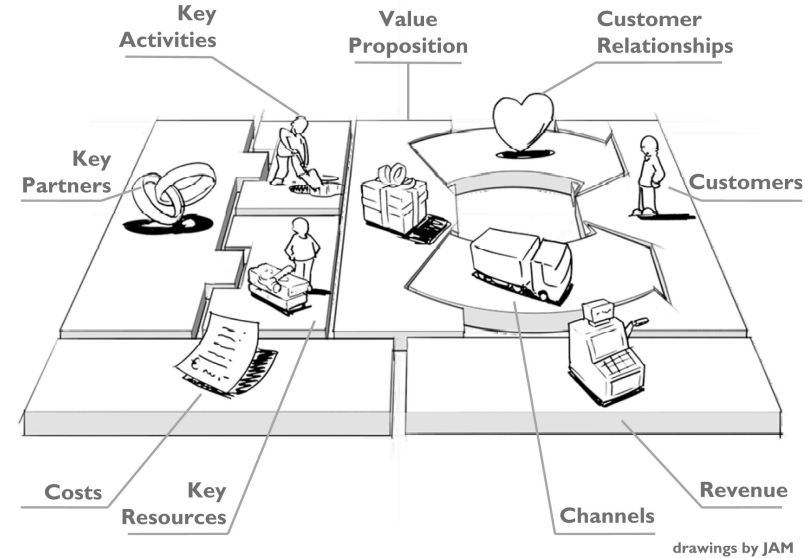 Key
Activities
Value
Proposition
Customer
Relationships
Key
Partners
Customers
Costs
Key
Resources
Channels
Revenue
drawings by JAM